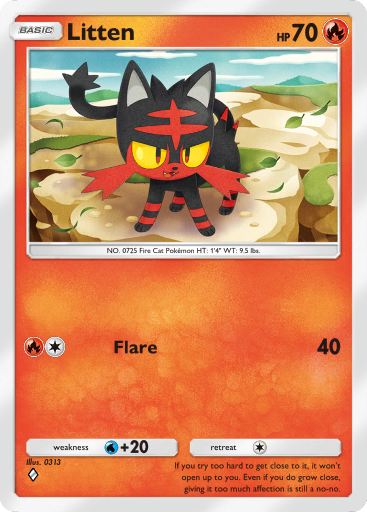 BASIC Litten HP 70
NO. 0725 Fire Cat Pokémon HT: 1'4" WT: 9.5 lbs.
Flare 40
weakness +20 retreat
Illus. 0313
If you try too hard to get close to it, it won't
open up to you. Even if you do grow close,
giving it too much affection is still a no-no.